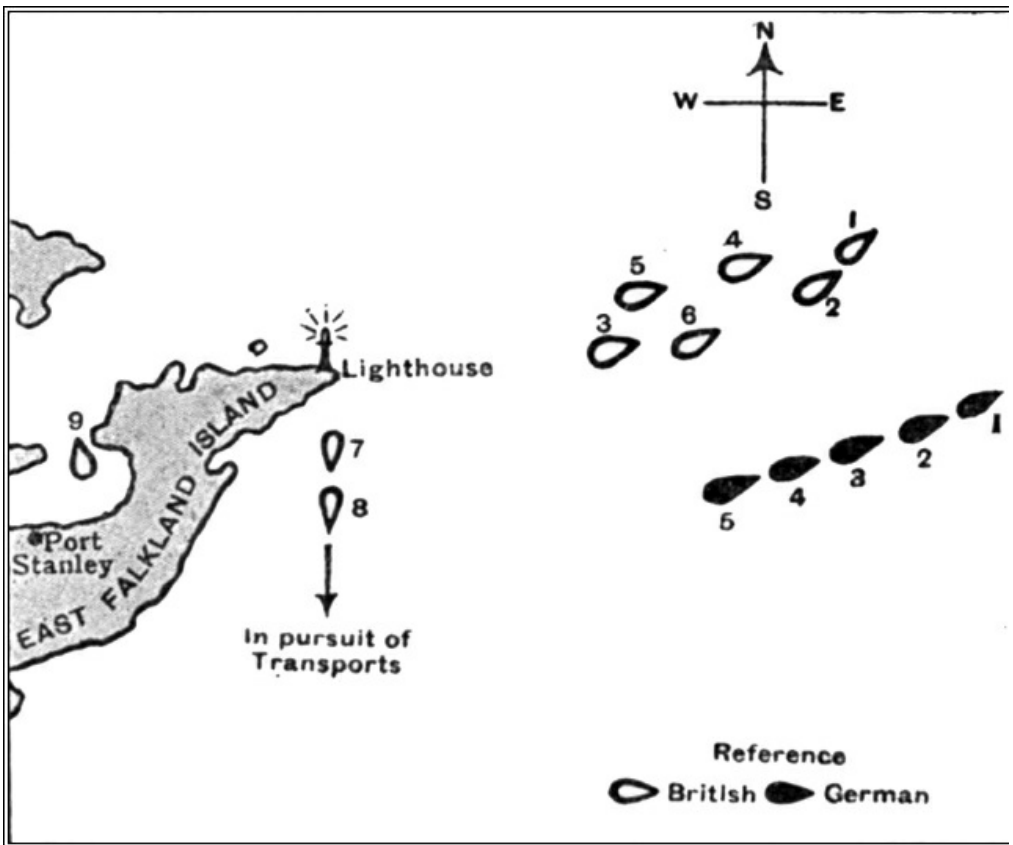 N
W E
S
1
4
2
5
3
6
Lighthouse
9
7
8
EAST FALKLAND ISLAND
Port
Stanley
1
2
3
4
5
In pursuit of
Transports
Reference
British German